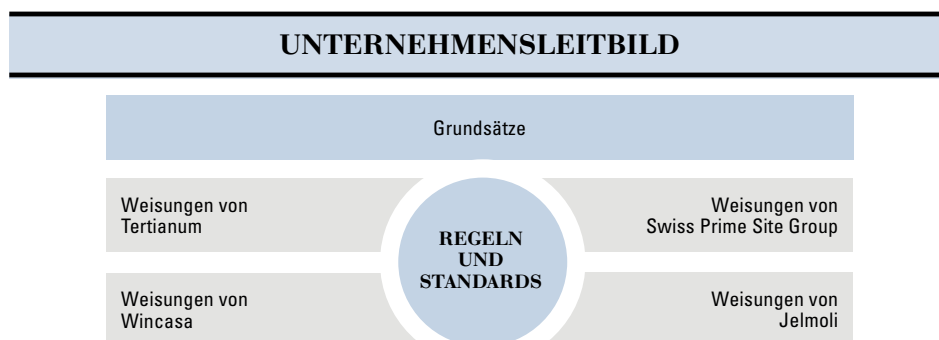 UNTERNEHMENSLEITBILD
Grundsätze
Weisungen von
Tertianum
Weisungen von
Swiss Prime Site Group
REGELN
UND
STANDARDS
Weisungen von
Wincasa
Weisungen von
Jelmoli